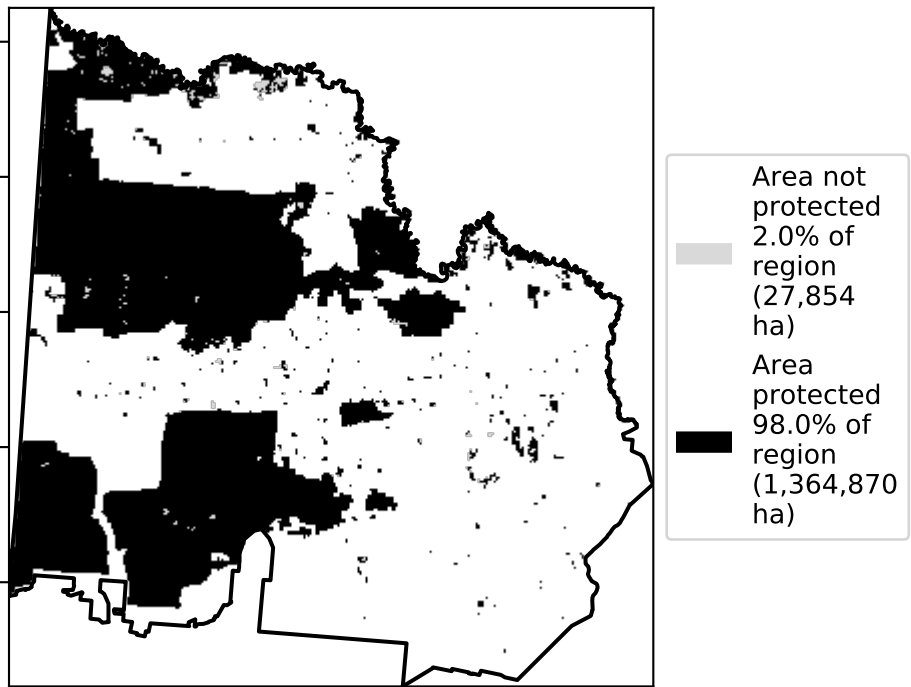 Area not
protected
2.0% of
region
(27,854
ha)
Area
protected
98.0% of
region
(1,364,870
ha)